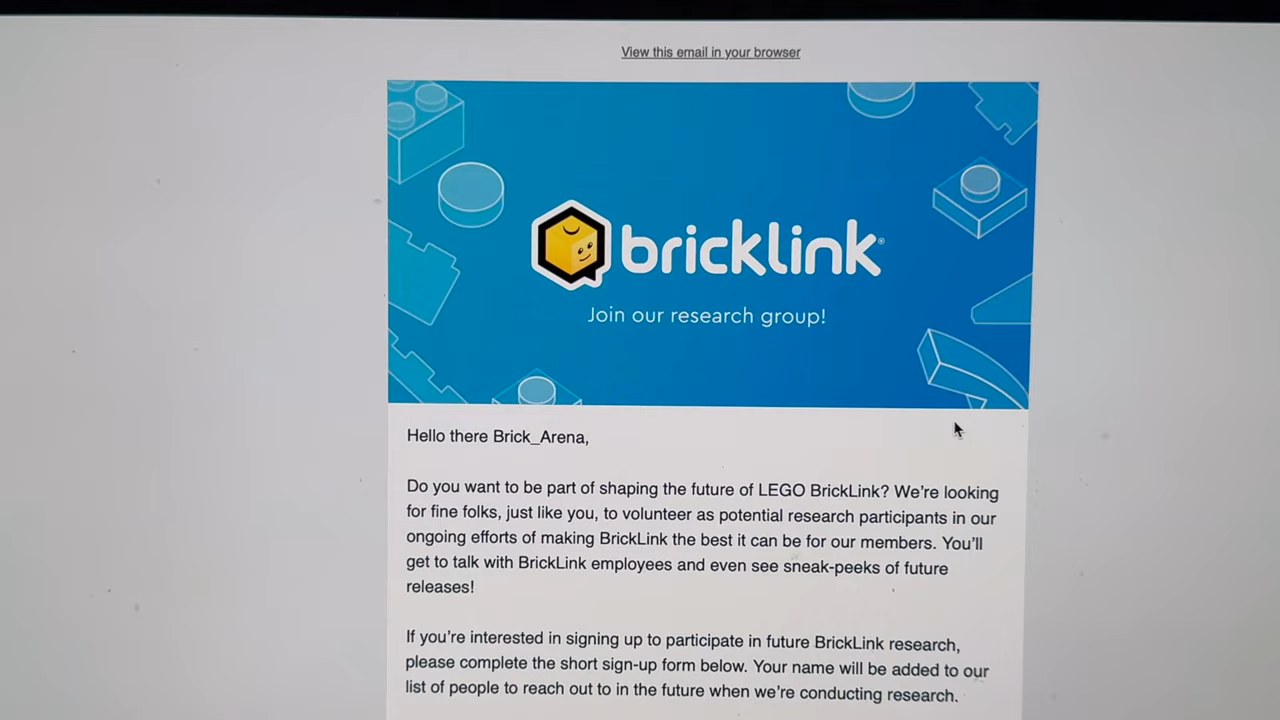 View this email in your browser
bricklink®
Join our research group!
Hello there Brick_Arena,
Do you want to be part of shaping the future of LEGO BrickLink? We’re looking
for fine folks, just like you, to volunteer as potential research participants in our
ongoing efforts of making BrickLink the best it can be for our members. You’ll
get to talk with BrickLink employees and even see sneak-peeks of future
releases!
If you’re interested in signing up to participate in future BrickLink research,
please complete the short sign-up form below. Your name will be added to our
list of people to reach out to in the future when we’re conducting research.